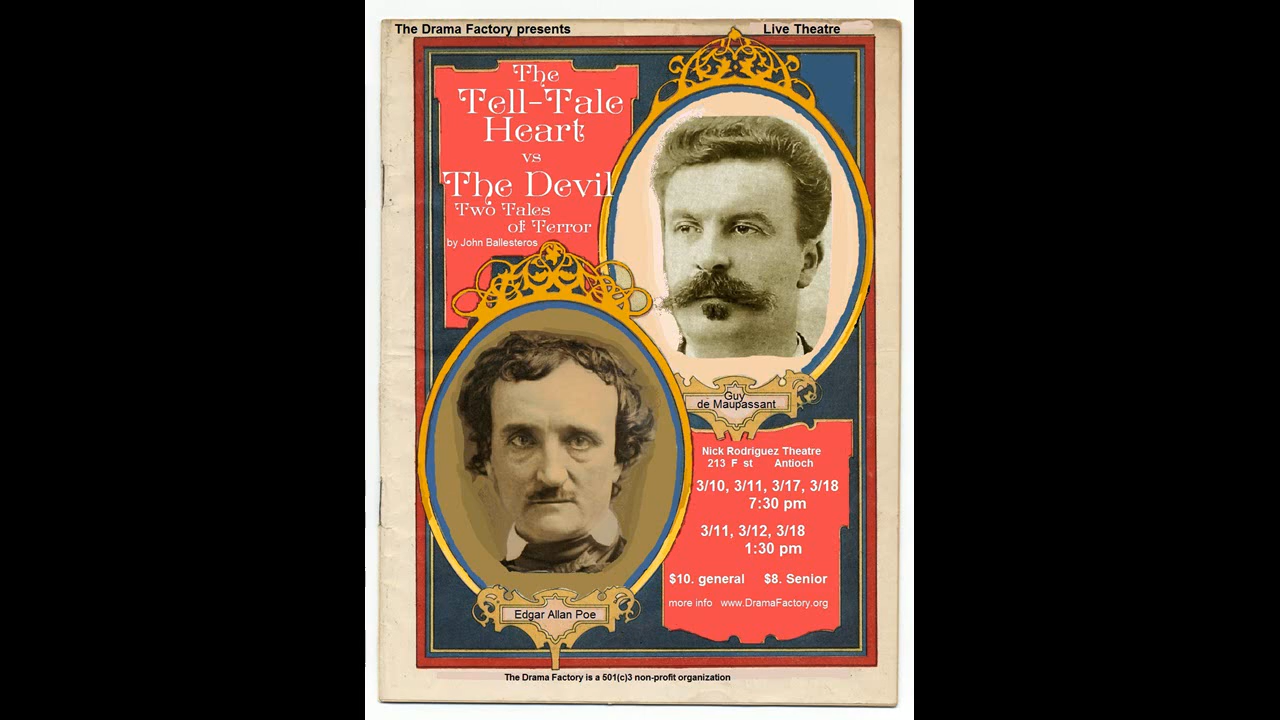 The Drama Factory presents
Live Theatre
The
Tell-Tale
Heart
vs
The Devil
Two Tales
of Terror
by John Ballesteros
Guy
de Maupassant
Nick Rodriguez Theatre
213 F st Antioch
3/10, 3/11, 3/17, 3/18
7:30 pm
3/11, 3/12, 3/18
1:30 pm
$10. general $8. Senior
more info www.DramaFactory.org
Edgar Allan Poe
The Drama Factory is a 501(c)3 non-profit organization